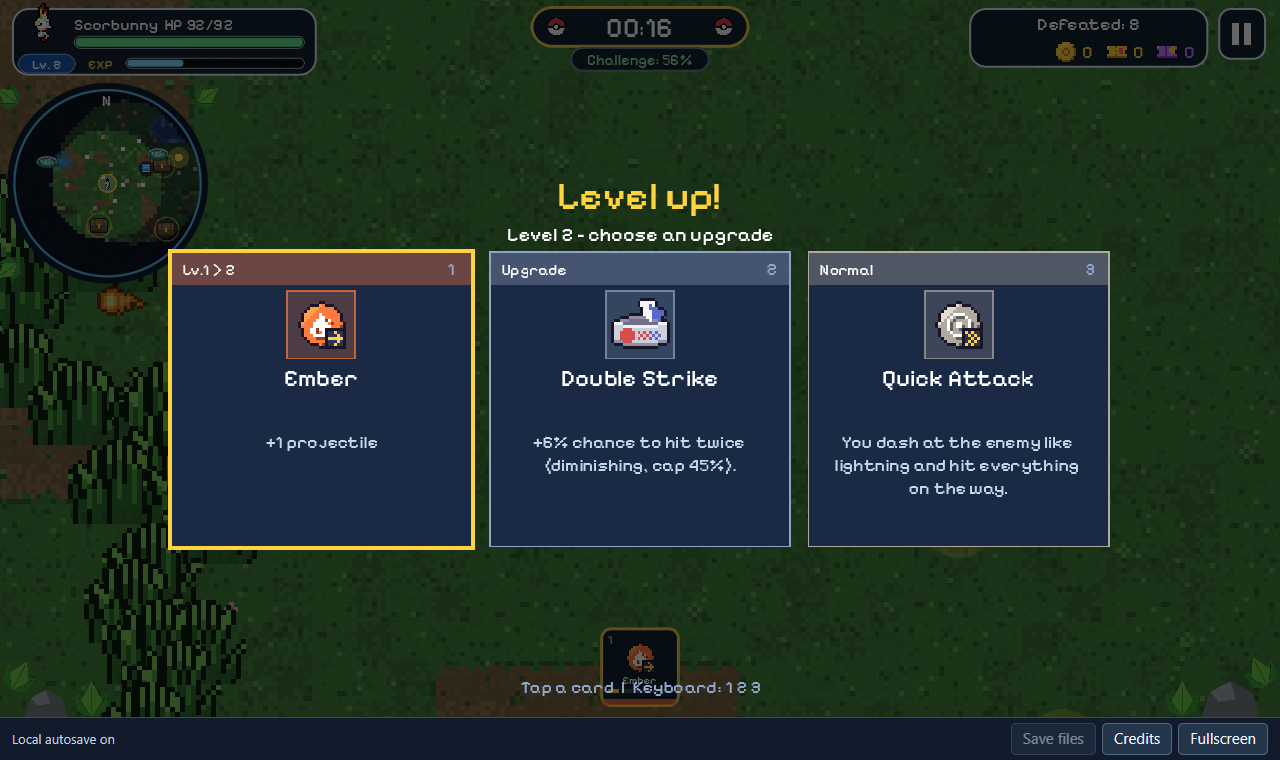 Scorbunny HP 92/92
Lv. 2 EXP
00:16
Challenge: 56%
Defeated: 8
0 0 0
N
Level up!
Level 2 - choose an upgrade
Lv.1 > 2 1
Ember
+1 projectile
Upgrade 2
Double Strike
+6% chance to hit twice
(diminishing, cap 45%).
Normal 3
Quick Attack
You dash at the enemy like
lightning and hit everything
on the way.
1
Ember
Tap a card | Keyboard: 1 2 3
Local autosave on
Save files
Credits
Fullscreen